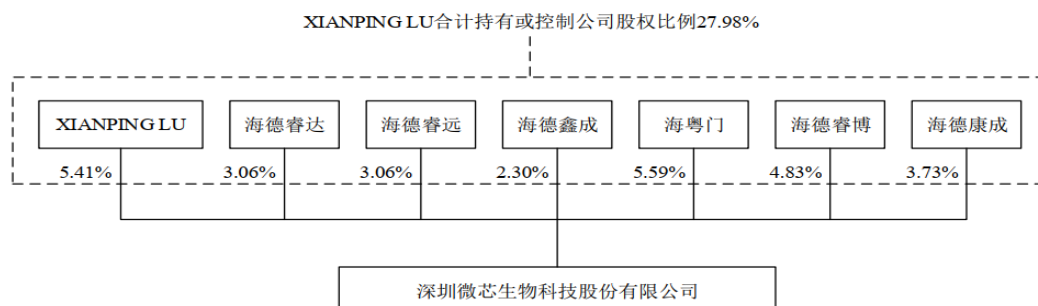 XIANPING LU合计持有或控制公司股权比例27.98%
XIANPING LU 海德睿达 海德睿远 海德鑫成 海粤门 海德睿博 海德康成
5.41% 3.06% 3.06% 2.30% 5.59% 4.83% 3.73%
深圳微芯生物科技股份有限公司